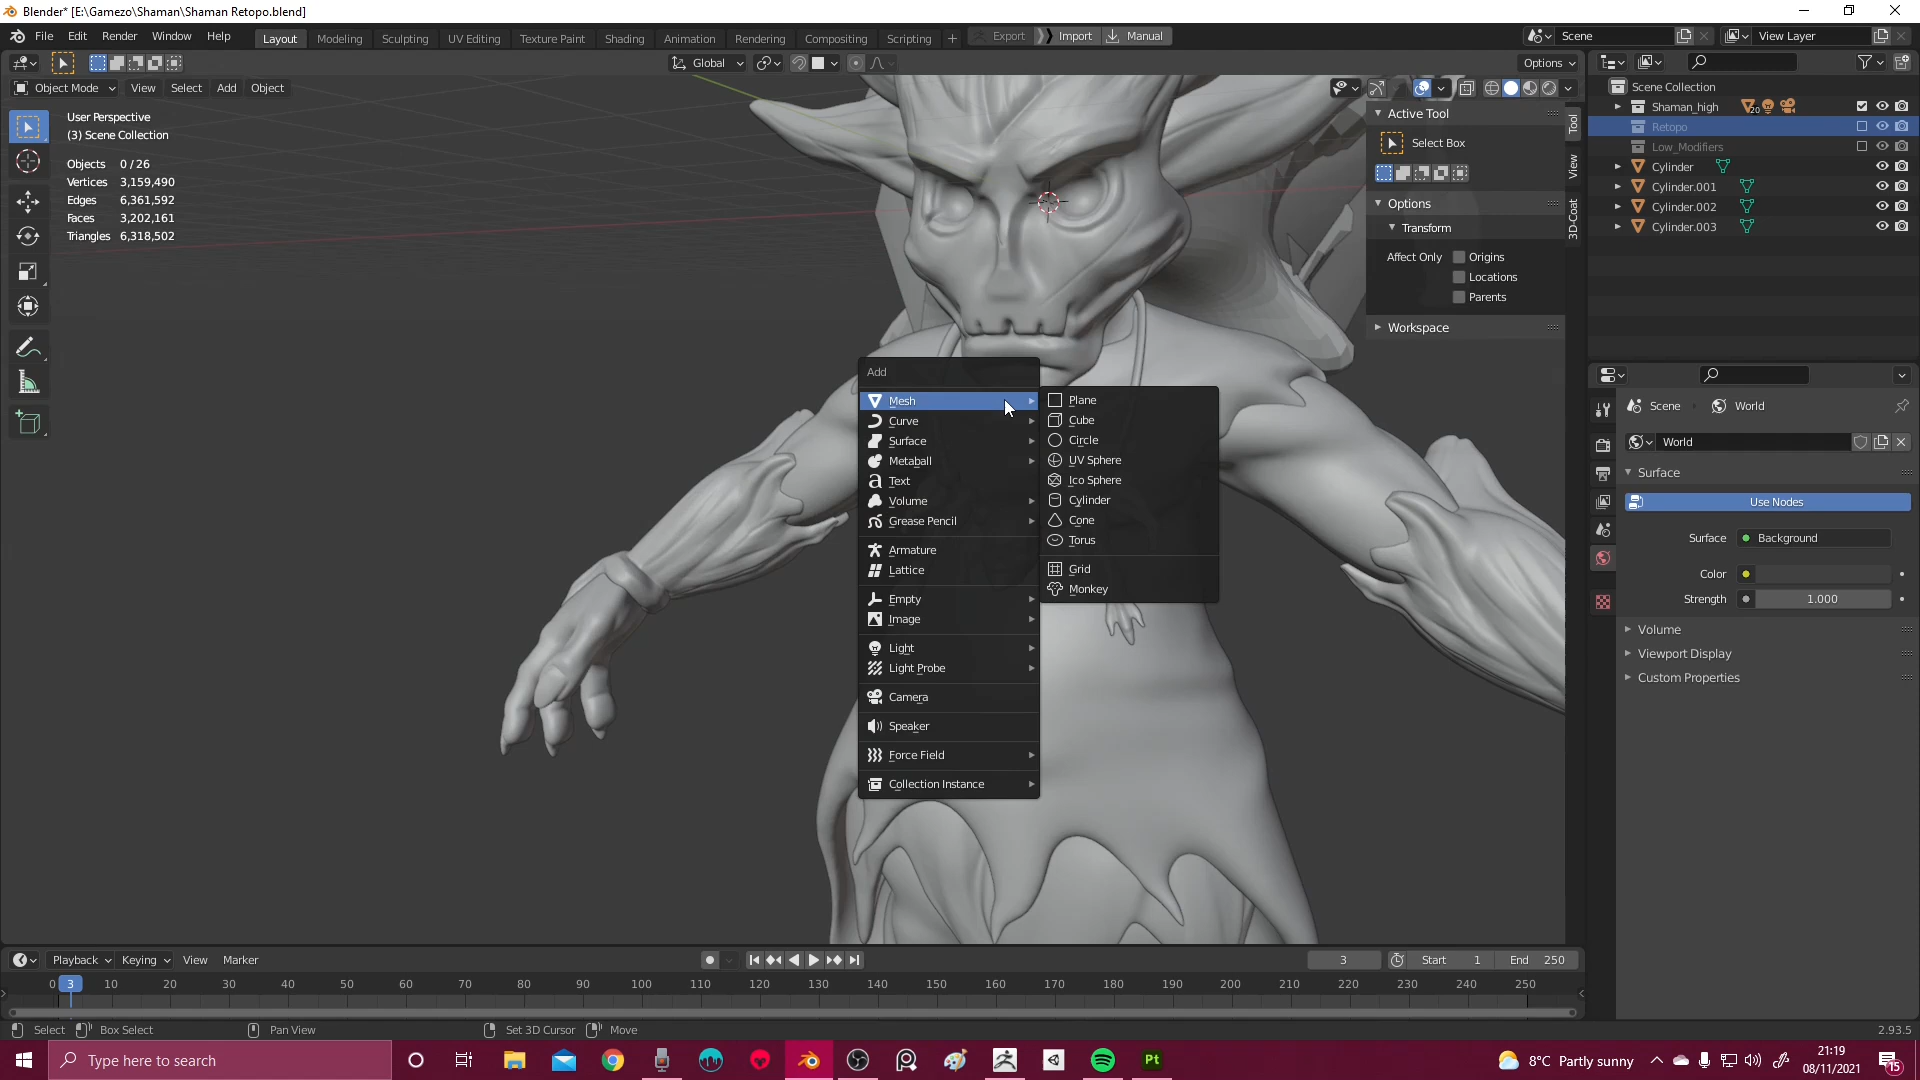 Blender* [E:\Gamezo\Shaman\Shaman Retopo.blend]
File Edit Render Window Help Layout Modeling Sculpting UV Editing Texture Paint Shading Animation Rendering Compositing Scripting + Export Import Manual Scene View Layer
Global Options
Object Mode View Select Add Object
User Perspective
(3) Scene Collection
Objects 0 / 26
Vertices 3,159,490
Edges 6,361,592
Faces 3,202,161
Triangles 6,318,502
Add
Mesh
Curve
Surface
Metaball
Text
Volume
Grease Pencil
Armature
Lattice
Empty
Image
Light
Light Probe
Camera
Speaker
Force Field
Collection Instance
Plane
Cube
Circle
UV Sphere
Ico Sphere
Cylinder
Cone
Torus
Grid
Monkey
Active Tool
Select Box
Options
Transform
Affect Only Origins
Locations
Parents
Workspace
Tool
View
3D-Coat
Scene Collection
Shaman_high 20
Retopo
Low_Modifiers
Cylinder
Cylinder.001
Cylinder.002
Cylinder.003
Scene World
World
Surface
Use Nodes
Surface Background
Color
Strength 1.000
Volume
Viewport Display
Custom Properties
Playback Keying View Marker 3 Start 1 End 250
0 3 10 20 30 40 50 60 70 80 90 100 110 120 130 140 150 160 170 180 190 200 210 220 230 240 250
Select Box Select Pan View Set 3D Cursor Move 2.93.5
Type here to search Pt 8°C Partly sunny 21:19
08/11/2021 15